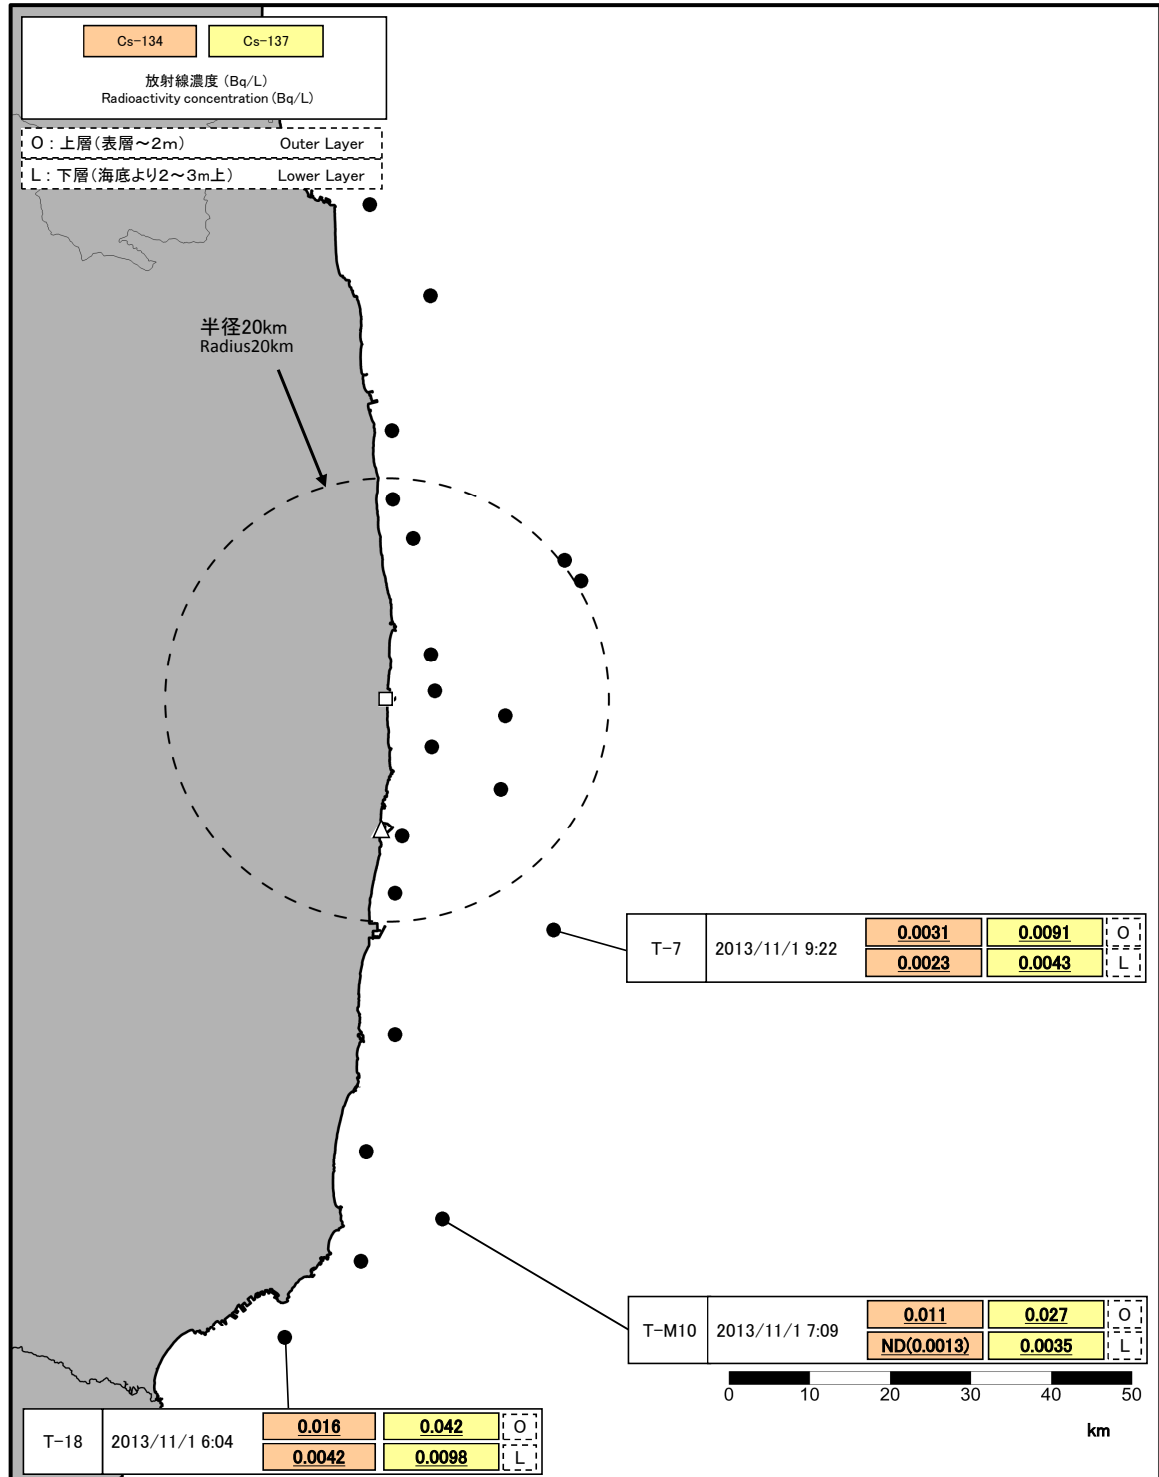 Cs-134 Cs-137
放射線濃度 (Bq/L)
Radioactivity concentration (Bq/L)
O : 上層(表層~2m) Outer Layer
L : 下層(海底より2~3m上) Lower Layer
半径20km
Radius20km
T-7 2013/11/1 9:22 0.0031 0.0091 O
0.0023 0.0043 L
T-M10 2013/11/1 7:09 0.011 0.027 O
ND(0.0013) 0.0035 L
0 10 20 30 40 50
km
T-18 2013/11/1 6:04 0.016 0.042 O
0.0042 0.0098 L